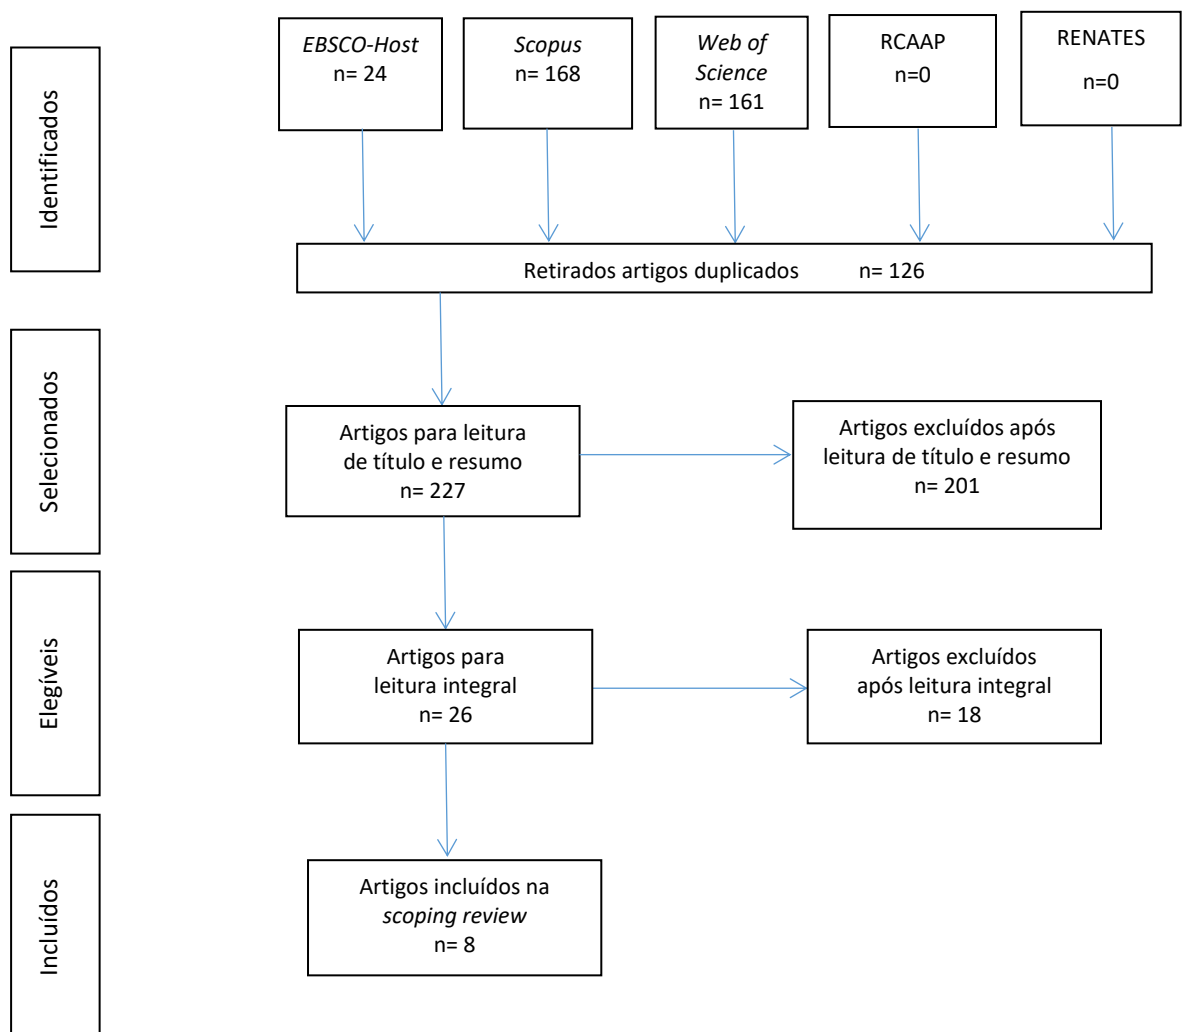 Identificados
EBSCO-Host
n= 24
Scopus
n= 168
Web of
Science
n= 161
RCAAP
n=0
RENATES
n=0
Retirados artigos duplicados n= 126
Selecionados
Artigos para leitura
de título e resumo
n= 227
Artigos excluídos após
leitura de título e resumo
n= 201
Elegíveis
Artigos para
leitura integral
n= 26
Artigos excluídos
após leitura integral
n= 18
Incluídos
Artigos incluídos na
scoping review
n= 8